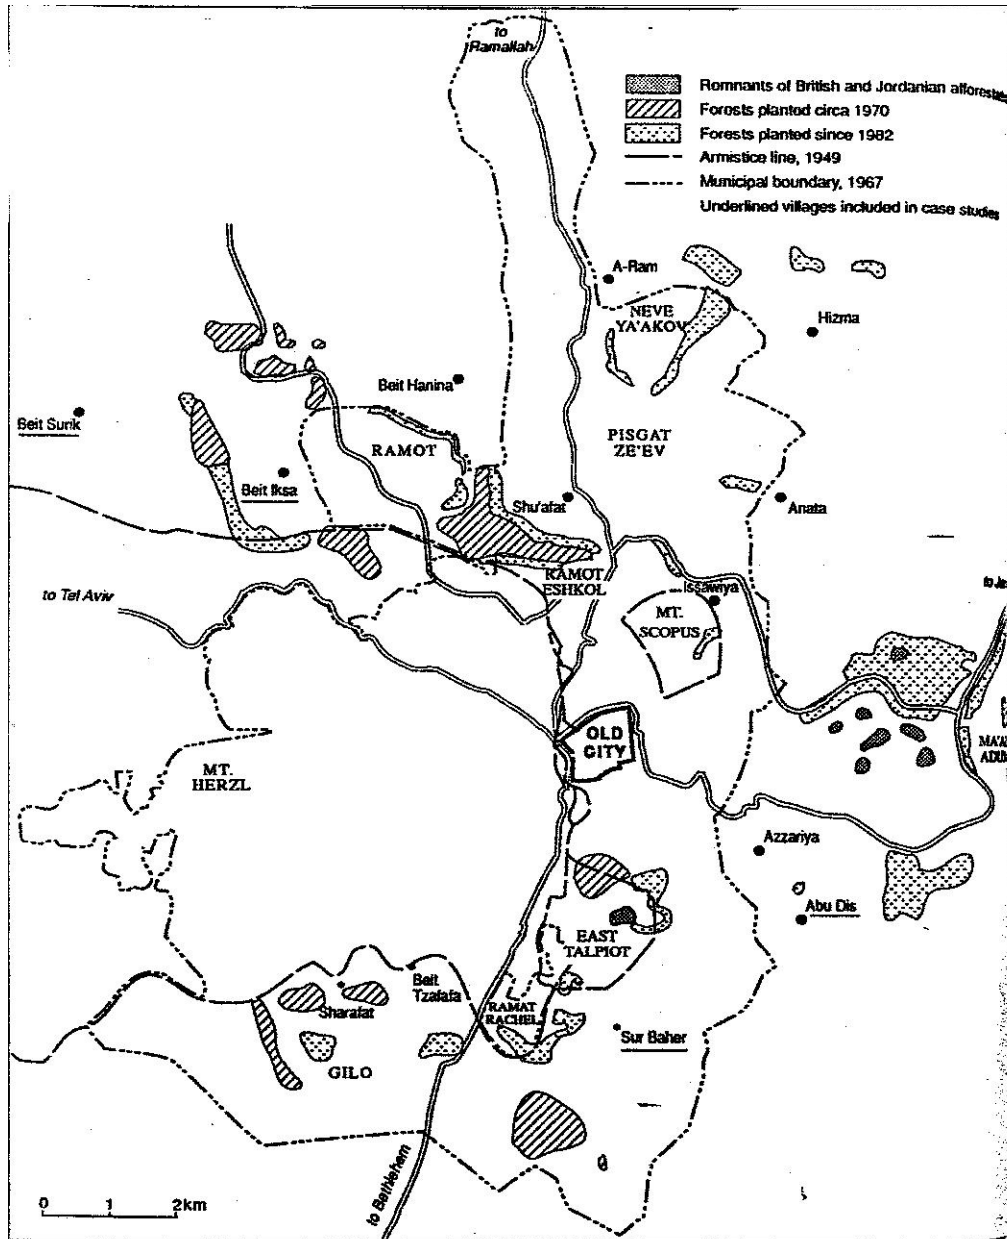 to
Ramallah
Remnants of British and Jordanian
Forests planted circa 1970
Forests planted since 1982
Armistice line, 1949
Municipal boundary, 1967
Underlined villages included in case studies
A-Ram
NEVE
YA'AKOV
Hizma
Beit Hanina
Beit Surik
RAMOT
PISGAT
ZE'EV
Beit Iksa
Shu'afat
Anata
RAMOT
ESHKOL
to Tel Aviv
Issawiya
MT.
SCOPUS
OLD
CITY
MT.
HERZL
Azzariya
Abu Dis
EAST
TALPIOT
Beit
Tzafafa
Sharafat
RAMAT
RACHEL
Sur Baher
GILO
to Bethlehem
0 1 2km